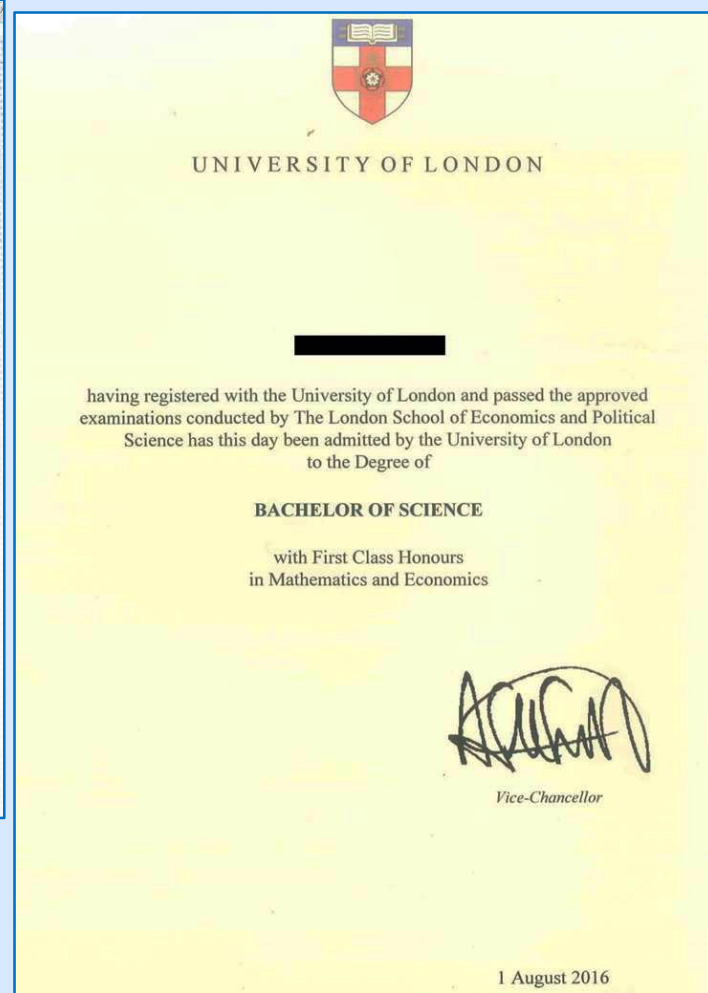 UNIVERSITY OF LONDON
having registered with the University of London and passed the approved
examinations conducted by The London School of Economics and Political
Science has this day been admitted by the University of London
to the Degree of
BACHELOR OF SCIENCE
with First Class Honours
in Mathematics and Economics
Vice-Chancellor
1 August 2016